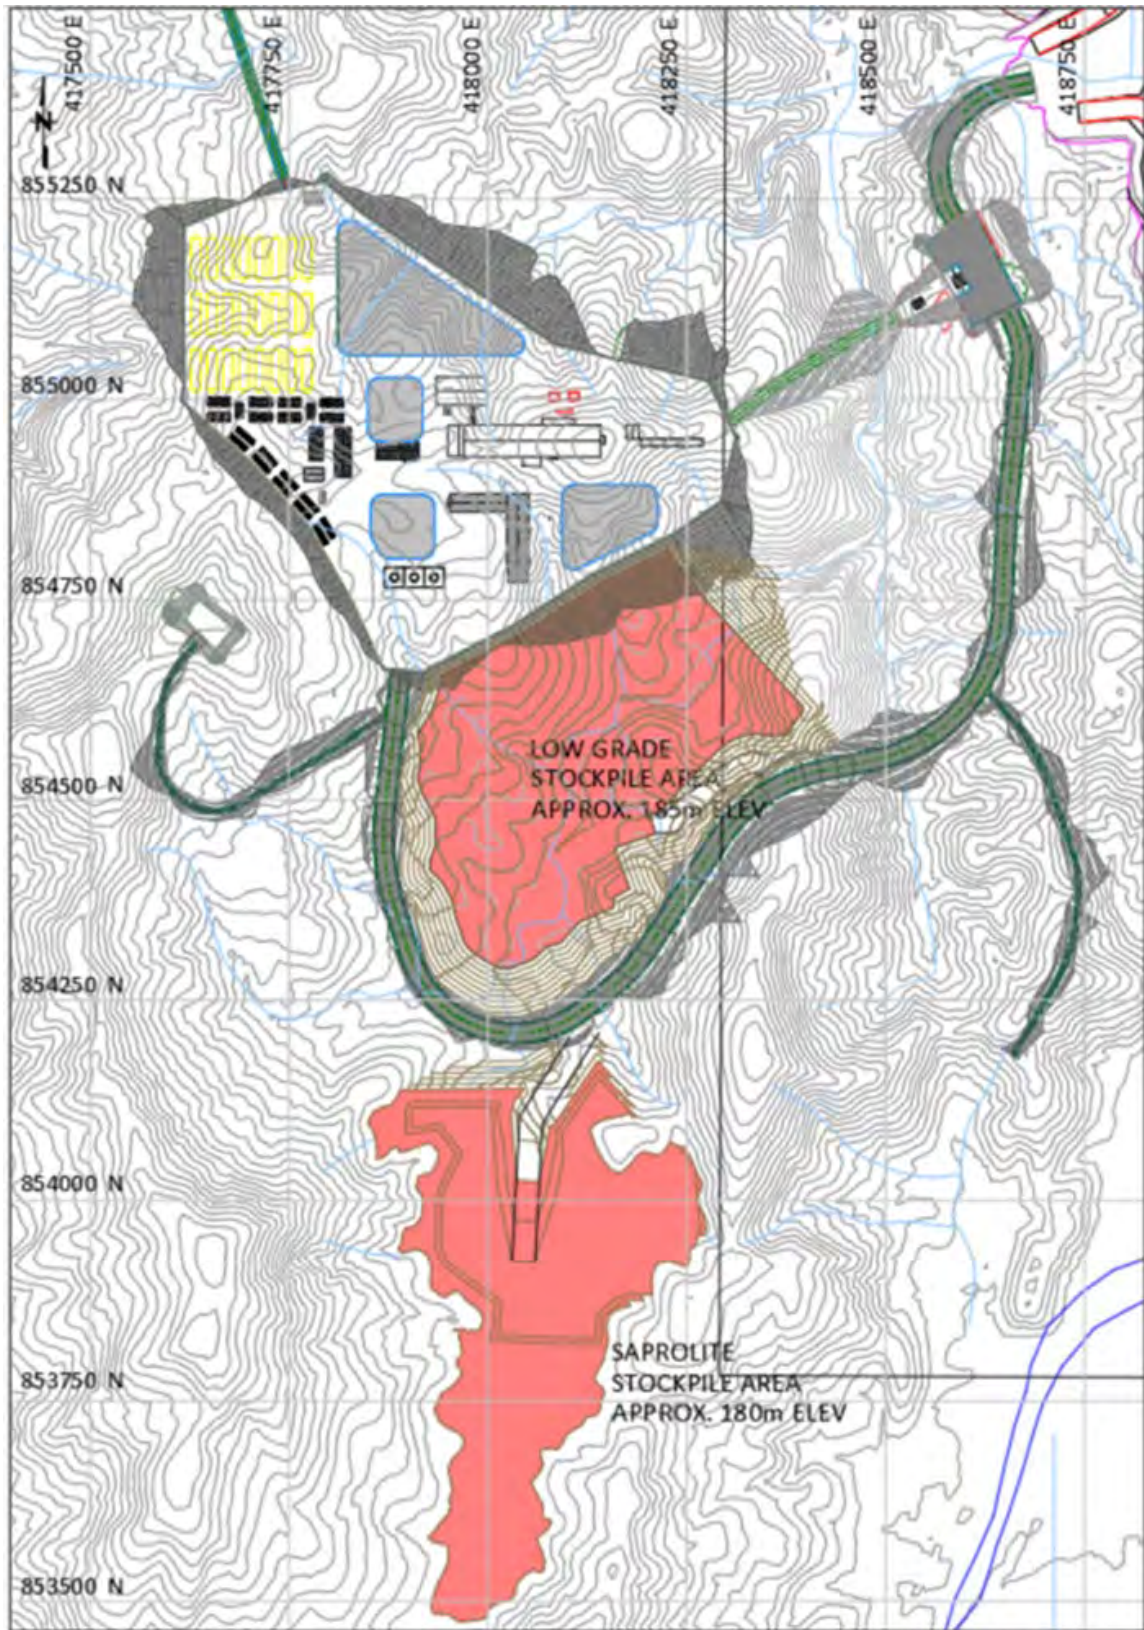 417500 E
417750 E
418000 E
418250 E
418500 E
418750 E
N
855250 N
855000 N
854750 N
LOW GRADE
STOCKPILE AREA
APPROX. 185m ELEV
854500 N
854250 N
854000 N
SAPROLITE
STOCKPILE AREA
APPROX. 180m ELEV
853750 N
853500 N